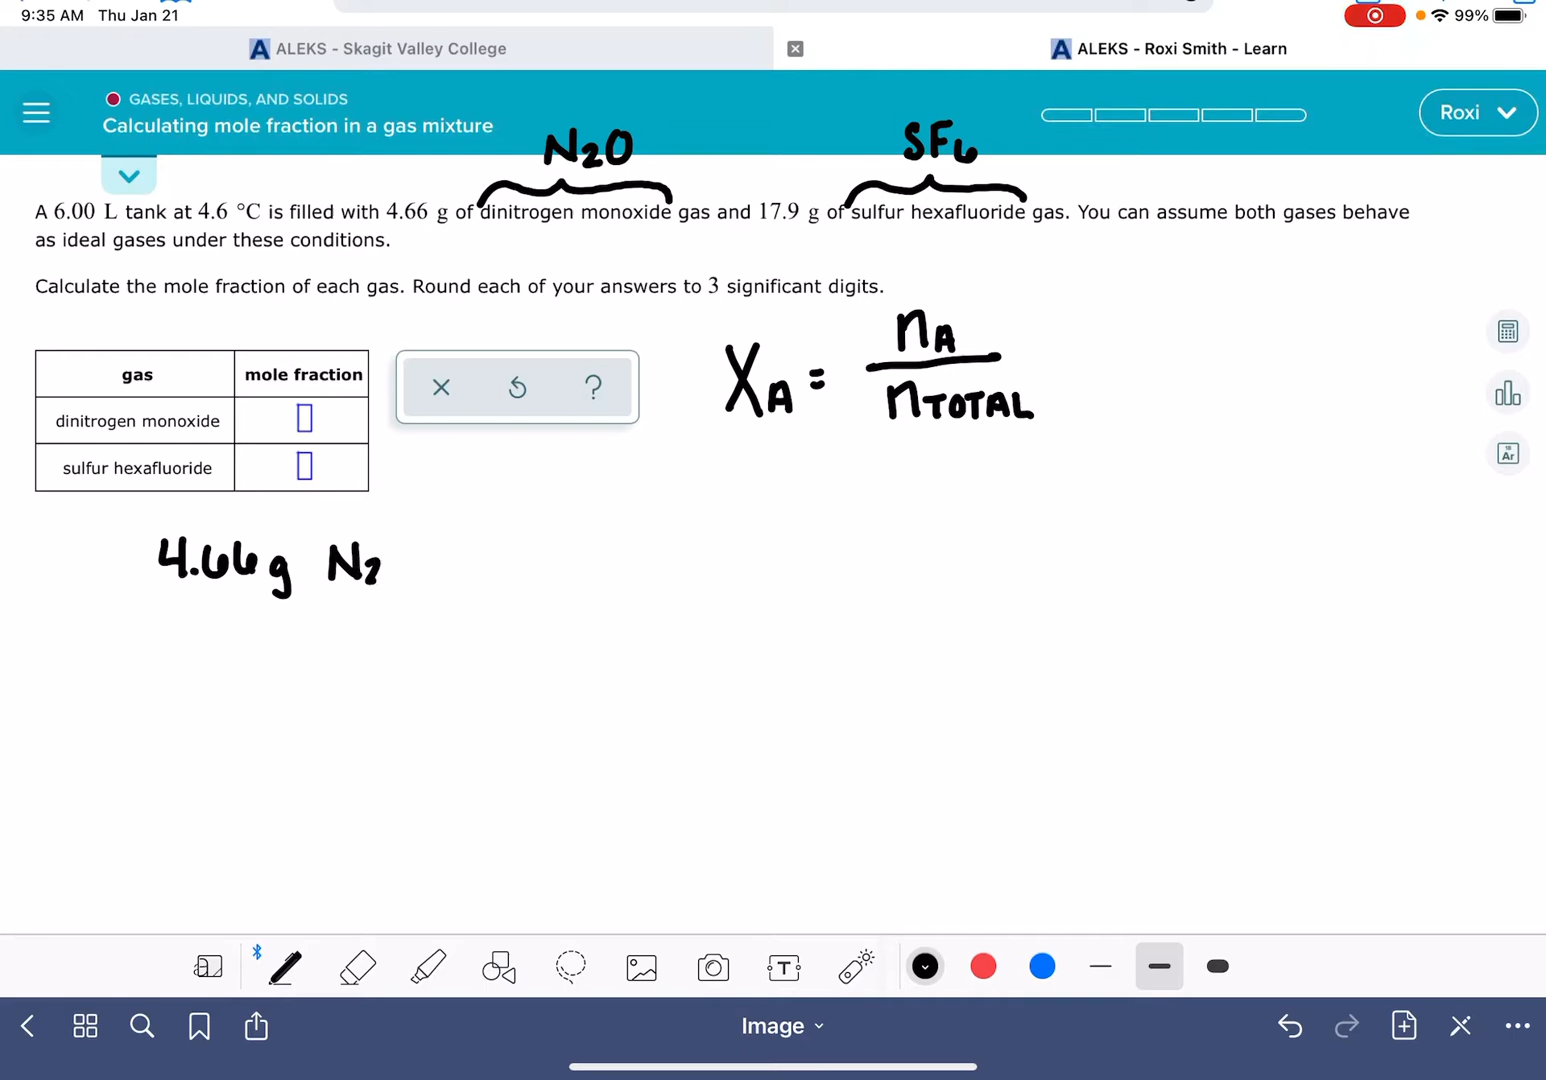 9:35 AM Thu Jan 21
99%
ALEKS - Skagit Valley College
ALEKS - Roxi Smith - Learn
GASES, LIQUIDS, AND SOLIDS
Calculating mole fraction in a gas mixture
Roxi
N2O
SF6
A 6.00 L tank at 4.6 °C is filled with 4.66 g of dinitrogen monoxide gas and 17.9 g of sulfur hexafluoride gas. You can assume both gases behave
as ideal gases under these conditions.
Calculate the mole fraction of each gas. Round each of your answers to 3 significant digits.
XA = nA / nTOTAL
gas mole fraction
dinitrogen monoxide
sulfur hexafluoride
?
18
Ar
4.66g N2
T
Image